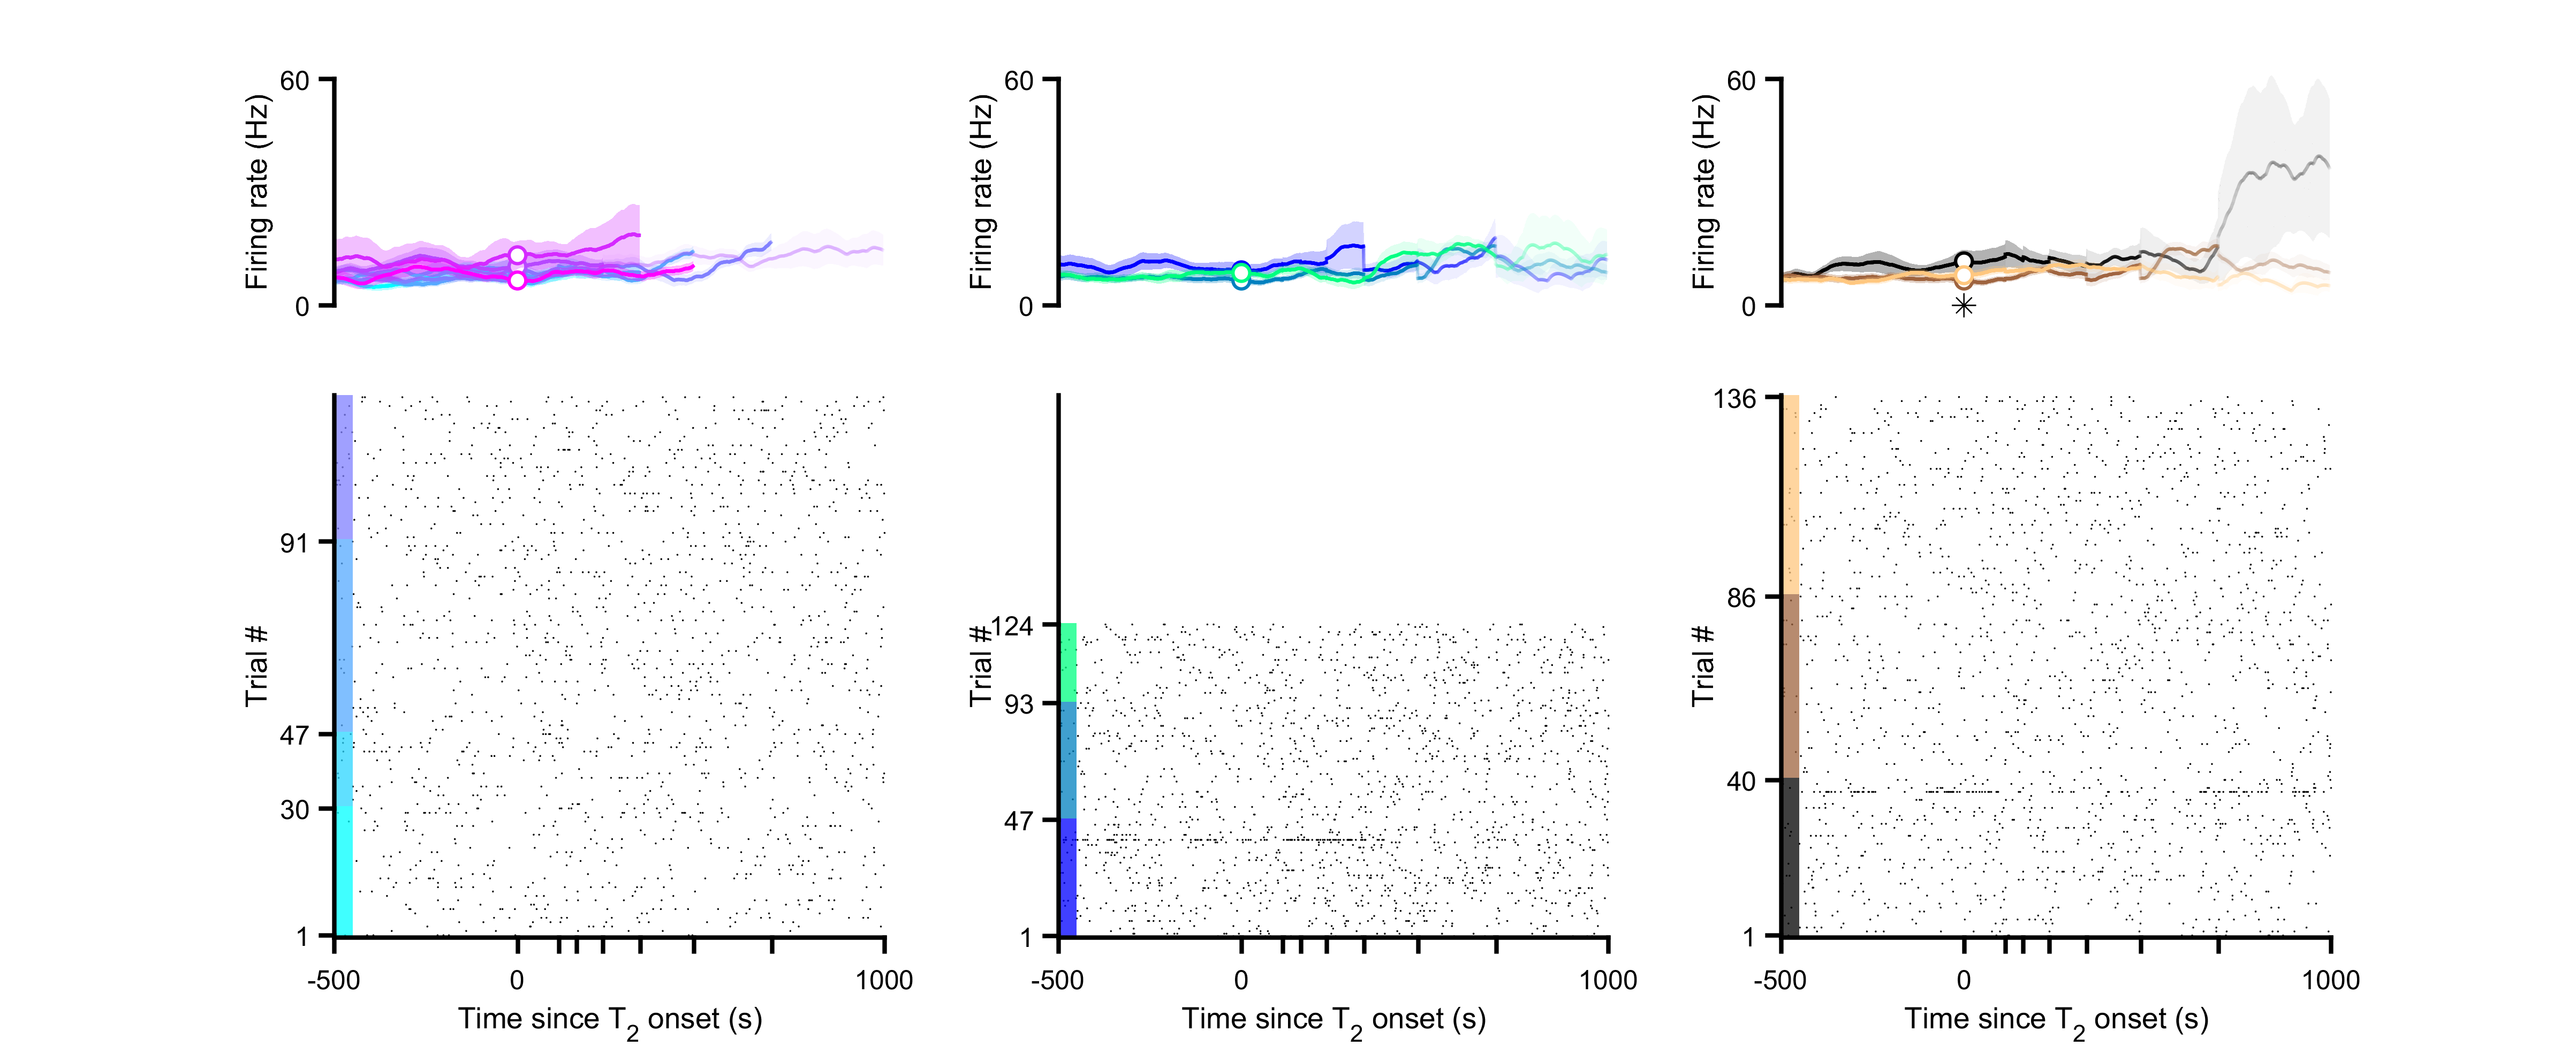 60
Firing rate (Hz)
0
60
Firing rate (Hz)
0
60
Firing rate (Hz)
0
91
47
30
1
Trial #
-500 0 1000
Time since T2 onset (s)
124
93
47
1
Trial #
-500 0 1000
Time since T2 onset (s)
136
86
40
1
Trial #
-500 0 1000
Time since T2 onset (s)